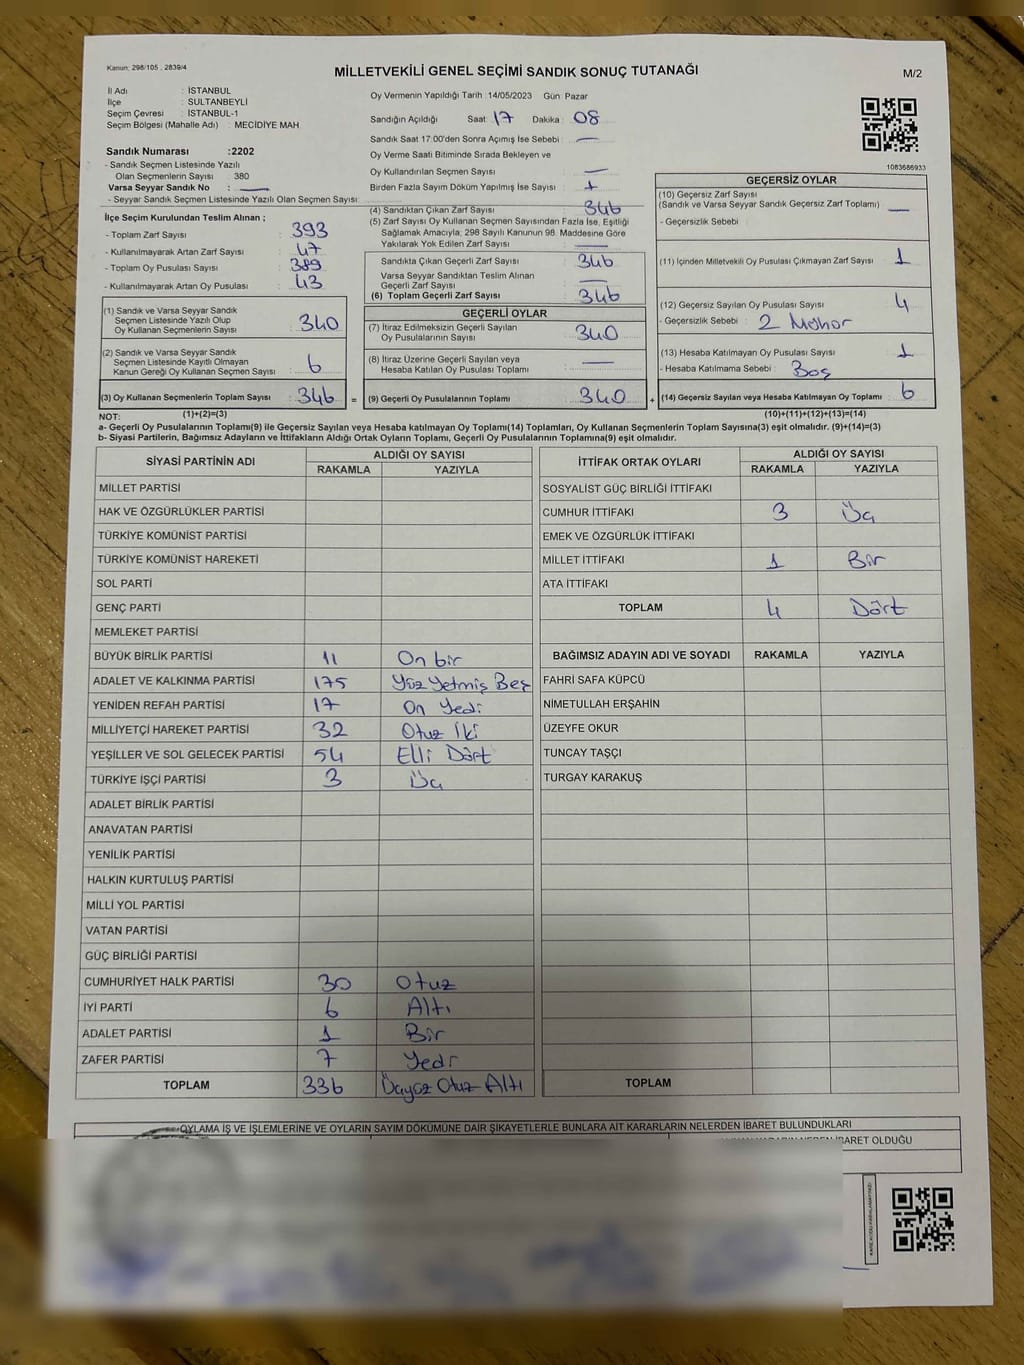 Kanun: 298/105 , 2839/4
MİLLETVEKİLİ GENEL SEÇİMİ SANDIK SONUÇ TUTANAĞI
M/2
İl Adı : İSTANBUL
İlçe : SULTANBEYLİ
Seçim Çevresi : İSTANBUL-1
Seçim Bölgesi (Mahalle Adı) : MECİDİYE MAH
Sandık Numarası :2202
- Sandık Seçmen Listesinde Yazılı
Olan Seçmenlerin Sayısı : 380
Varsa Seyyar Sandık No : —
- Seyyar Sandık Seçmen Listesinde Yazılı Olan Seçmen Sayısı:
İlçe Seçim Kurulundan Teslim Alınan ;
- Toplam Zarf Sayısı : 393
- Kullanılmayarak Artan Zarf Sayısı : 47
- Toplam Oy Pusulası Sayısı : 389
- Kullanılmayarak Artan Oy Pusulası : 43
(1) Sandık ve Varsa Seyyar Sandık
Seçmen Listesinde Yazılı Olup
Oy Kullanan Seçmenlerin Sayısı : 340
(2) Sandık ve Varsa Seyyar Sandık
Seçmen Listesinde Kayıtlı Olmayan
Kanun Gereği Oy Kullanan Seçmen Sayısı : 6
(3) Oy Kullanan Seçmenlerin Toplam Sayısı : 346 =
Oy Vermenin Yapıldığı Tarih :14/05/2023 Gün: Pazar
Sandığın Açıldığı Saat: 17 Dakika : 08
Sandık Saat 17:00'den Sonra Açımış İse Sebebi : —
Oy Verme Saati Bitiminde Sırada Bekleyen ve
Oy Kullandırılan Seçmen Sayısı : —
Birden Fazla Sayım Döküm Yapılmış İse Sayısı : 1
(4) Sandıktan Çıkan Zarf Sayısı : 346
(5) Zarf Sayısı Oy Kullanan Seçmen Sayısından Fazla İse, Eşitliği
Sağlamak Amacıyla; 298 Sayılı Kanunun 98. Maddesine Göre
Yakılarak Yok Edilen Zarf Sayısı : —
Sandıkta Çıkan Geçerli Zarf Sayısı : 346
Varsa Seyyar Sandıktan Teslim Alınan
Geçerli Zarf Sayısı : —
(6) Toplam Geçerli Zarf Sayısı : 346
GEÇERLİ OYLAR
(7) İtiraz Edilmeksizin Geçerli Sayılan
Oy Pusulalarının Sayısı : 340
(8) İtiraz Üzerine Geçerli Sayılan veya
Hesaba Katılan Oy Pusulası Toplamı : —
(9) Geçerli Oy Pusulalarının Toplamı : 340 +
1083686933
GEÇERSİZ OYLAR
(10) Geçersiz Zarf Sayısı
(Sandık ve Varsa Seyyar Sandık Geçersiz Zarf Toplamı) : —
- Geçersizlik Sebebi :
(11) İçinden Milletvekili Oy Pusulası Çıkmayan Zarf Sayısı : 1
(12) Geçersiz Sayılan Oy Pusulası Sayısı : 4
- Geçersizlik Sebebi : 2 Mühür
(13) Hesaba Katılmayan Oy Pusulası Sayısı : 1
- Hesaba Katılmama Sebebi : Boş
(14) Geçersiz Sayılan veya Hesaba Katılmayan Oy Toplamı : 6
NOT: (1)+(2)=(3) (10)+(11)+(12)+(13)=(14)
a- Geçerli Oy Pusulalarının Toplamı(9) ile Geçersiz Sayılan veya Hesaba katılmayan Oy Toplamı(14) Toplamları, Oy Kullanan Seçmenlerin Toplam Sayısına(3) eşit olmalıdır. (9)+(14)=(3)
b- Siyasi Partilerin, Bağımsız Adayların ve İttifakların Aldığı Ortak Oyların Toplamı, Geçerli Oy Pusulalarının Toplamına(9) eşit olmalıdır.
SİYASİ PARTİNİN ADI ALDIĞI OY SAYISI
RAKAMLA YAZIYLA
MİLLET PARTİSİ
HAK VE ÖZGÜRLÜKLER PARTİSİ
TÜRKİYE KOMÜNİST PARTİSİ
TÜRKİYE KOMÜNİST HAREKETİ
SOL PARTİ
GENÇ PARTİ
MEMLEKET PARTİSİ
BÜYÜK BİRLİK PARTİSİ 11 On bir
ADALET VE KALKINMA PARTİSİ 175 Yüz Yetmiş Beş
YENİDEN REFAH PARTİSİ 17 On Yedi
MİLLİYETÇİ HAREKET PARTİSİ 32 Otuz İki
YEŞİLLER VE SOL GELECEK PARTİSİ 54 Elli Dört
TÜRKİYE İŞÇİ PARTİSİ 3 Üç
ADALET BİRLİK PARTİSİ
ANAVATAN PARTİSİ
YENİLİK PARTİSİ
HALKIN KURTULUŞ PARTİSİ
MİLLİ YOL PARTİSİ
VATAN PARTİSİ
GÜÇ BİRLİĞİ PARTİSİ
CUMHURİYET HALK PARTİSİ 30 Otuz
İYİ PARTİ 6 Altı
ADALET PARTİSİ 1 Bir
ZAFER PARTİSİ 7 Yedi
TOPLAM 336 Üçyüz Otuz Altı
İTTİFAK ORTAK OYLARI ALDIĞI OY SAYISI
RAKAMLA YAZIYLA
SOSYALİST GÜÇ BİRLİĞİ İTTİFAKI
CUMHUR İTTİFAKI 3 Üç
EMEK VE ÖZGÜRLÜK İTTİFAKI
MİLLET İTTİFAKI 1 Bir
ATA İTTİFAKI
TOPLAM 4 Dört
BAĞIMSIZ ADAYIN ADI VE SOYADI RAKAMLA YAZIYLA
FAHRİ SAFA KÜPCÜ
NİMETULLAH ERŞAHİN
ÜZEYFE OKUR
TUNCAY TAŞÇI
TURGAY KARAKUŞ
TOPLAM
OYLAMA İŞ VE İŞLEMLERİNE VE OYLARIN SAYIM DÖKÜMÜNE DAİR ŞİKAYETLERLE BUNLARA AİT KARARLARIN NELERDEN İBARET BULUNDUKLARI
İBARET OLDUĞU